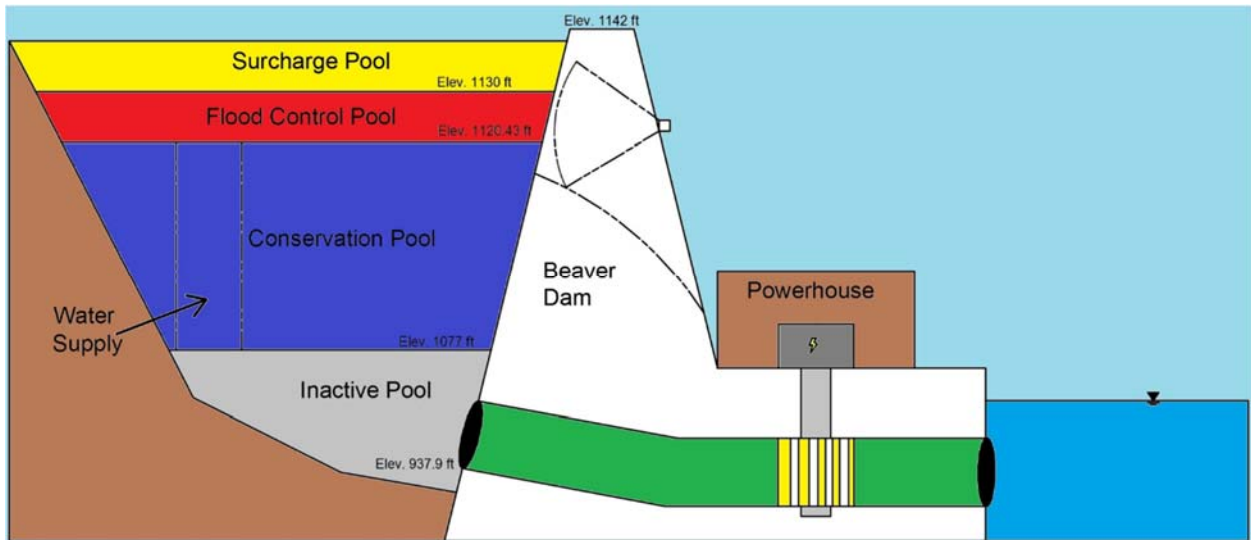 Elev. 1142 ft
Surcharge Pool
Elev. 1130 ft
Flood Control Pool
Elev. 1120.43 ft
Conservation Pool
Water
Supply
Elev. 1077 ft
Inactive Pool
Elev. 937.9 ft
Beaver
Dam
Powerhouse